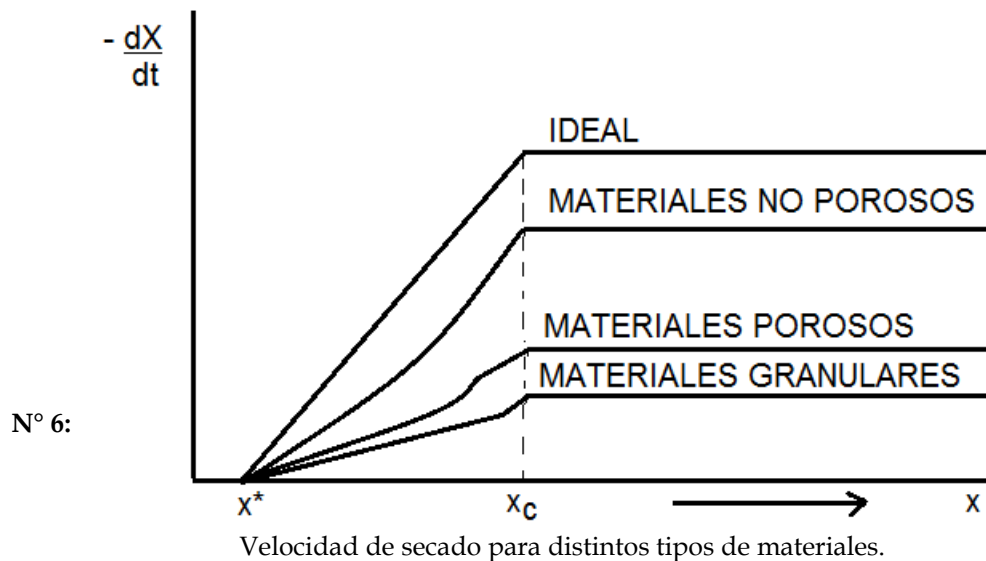 - dX
dt
IDEAL
MATERIALES NO POROSOS
MATERIALES POROSOS
MATERIALES GRANULARES
N° 6:
x* xc x
Velocidad de secado para distintos tipos de materiales.